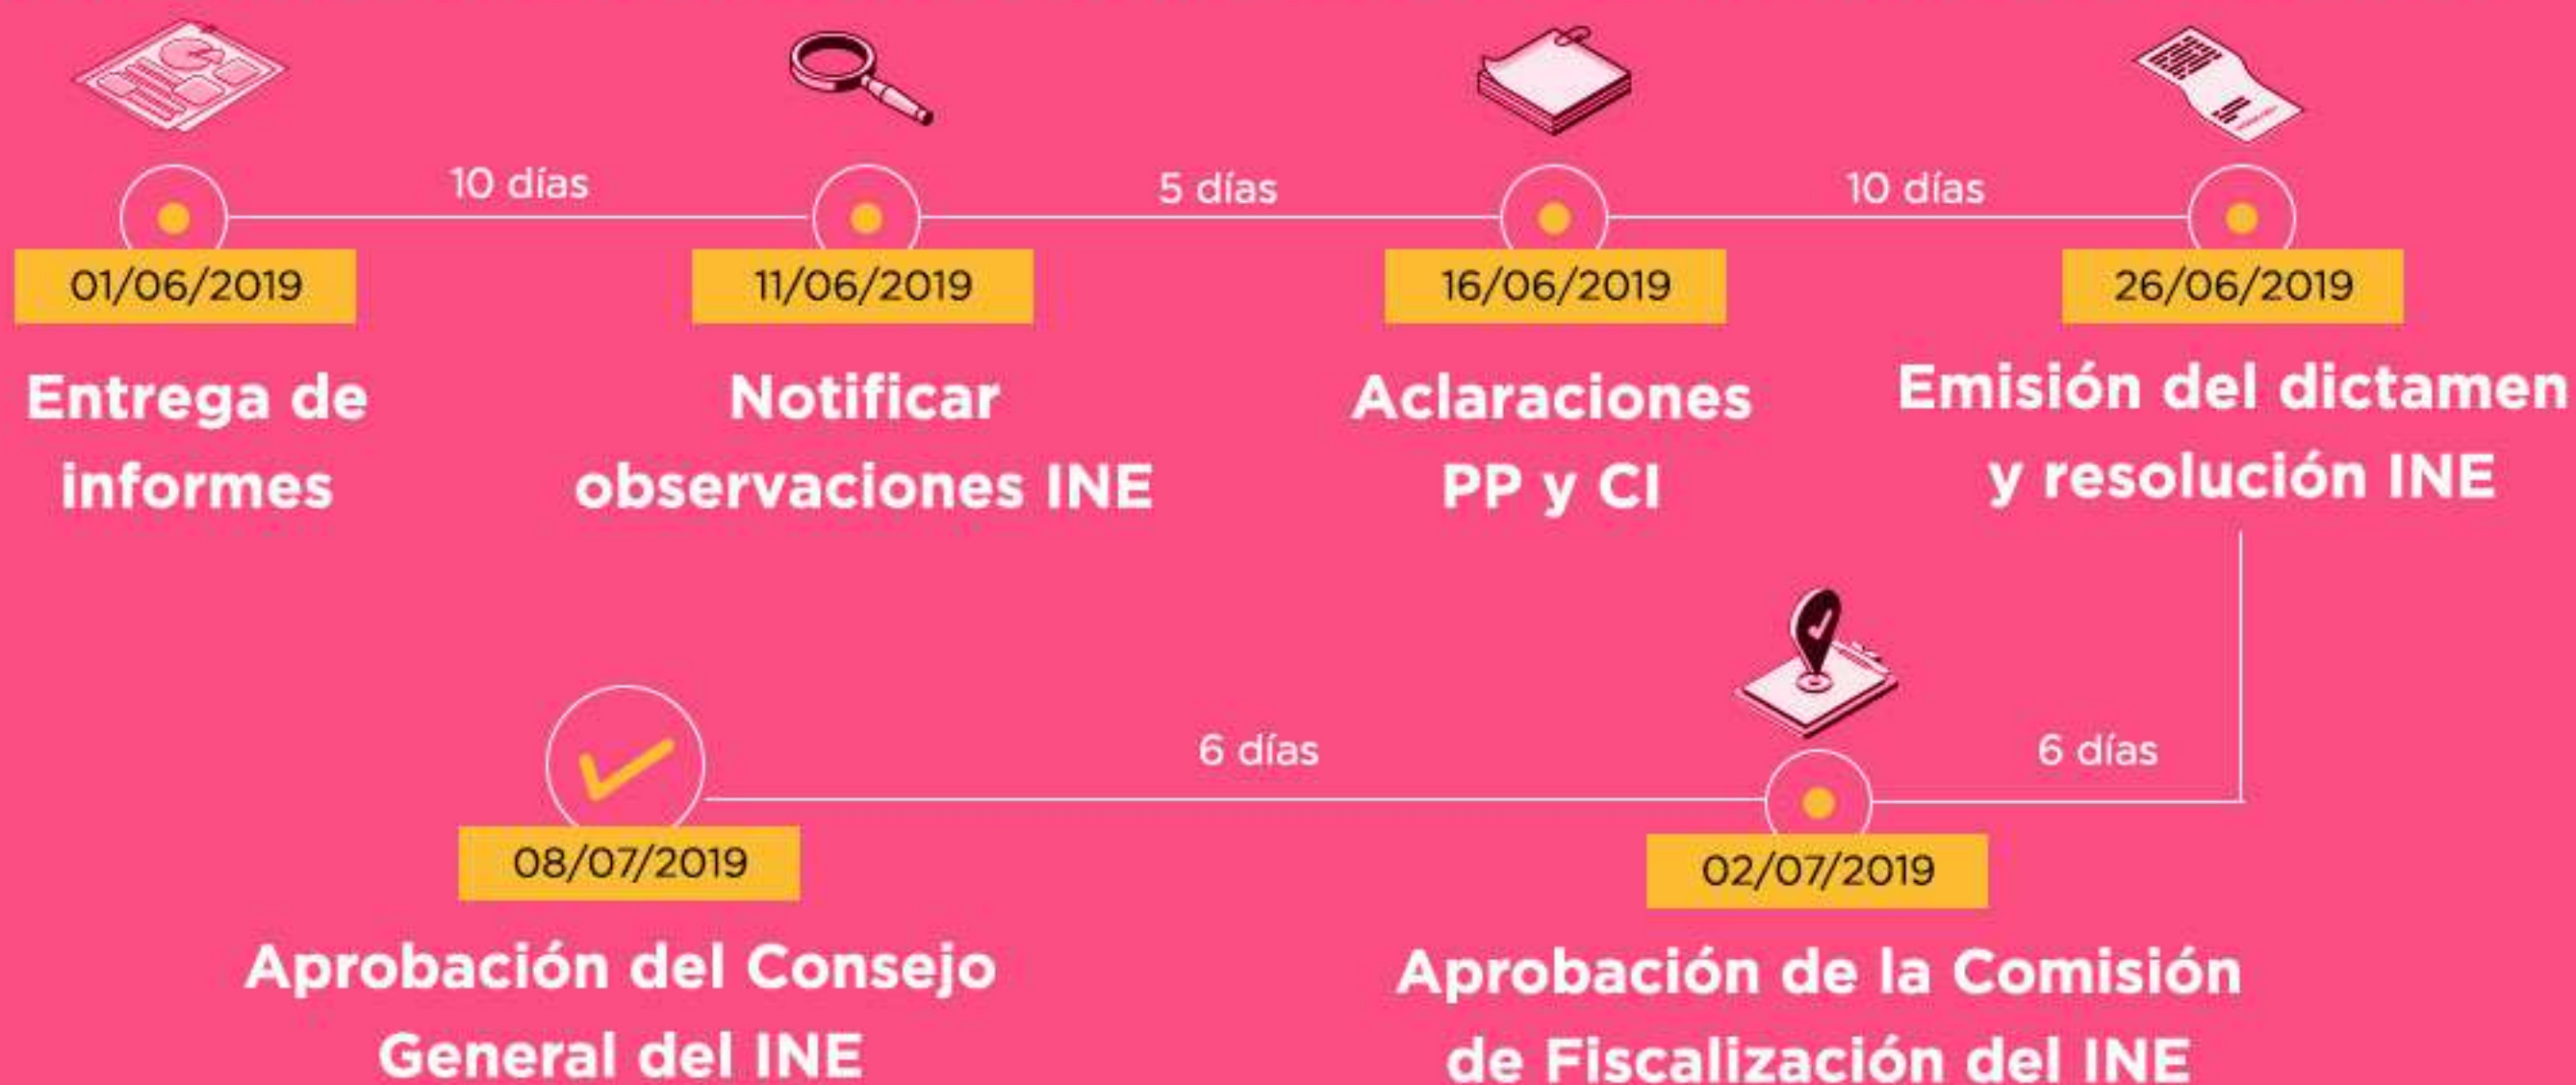 10 días
5 días
10 días
01/06/2019
11/06/2019
16/06/2019
26/06/2019
Entrega de
informes
Notificar
observaciones INE
Aclaraciones
PP y CI
Emisión del dictamen
y resolución INE
6 días
6 días
08/07/2019
02/07/2019
Aprobación del Consejo
General del INE
Aprobación de la Comisión
de Fiscalización del INE